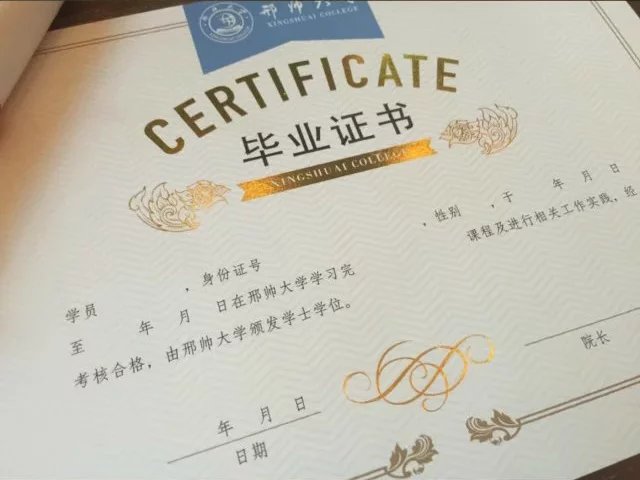 邢帅大学
XINGSHUAI COLLEGE
CERTIFICATE
毕业证书
XINGSHUAI COLLEGE
学员 ，身份证号 ，性别 ，于 年 月 日
至 年 月 日在邢帅大学学习完 课程及进行相关工作实践，经
考核合格，由邢帅大学颁发学士学位。
年 月 日
日期
院长